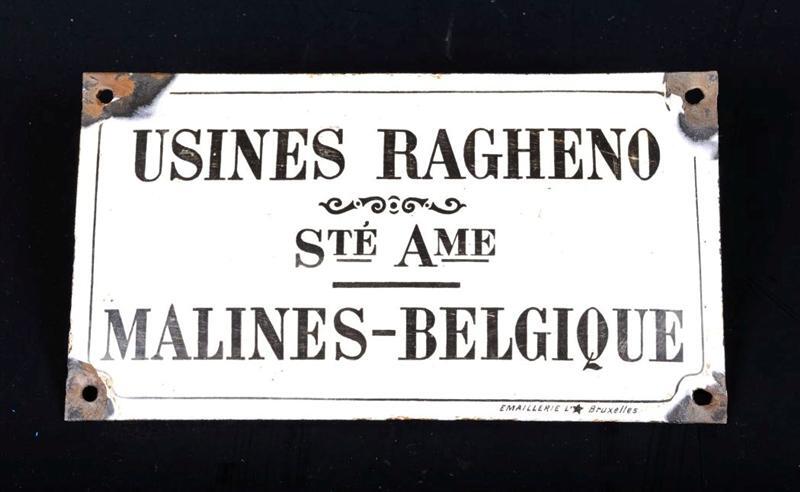 USINES RAGHENO
STÉ AME
MALINES-BELGIQUE
EMAILLERIE Bruxelles